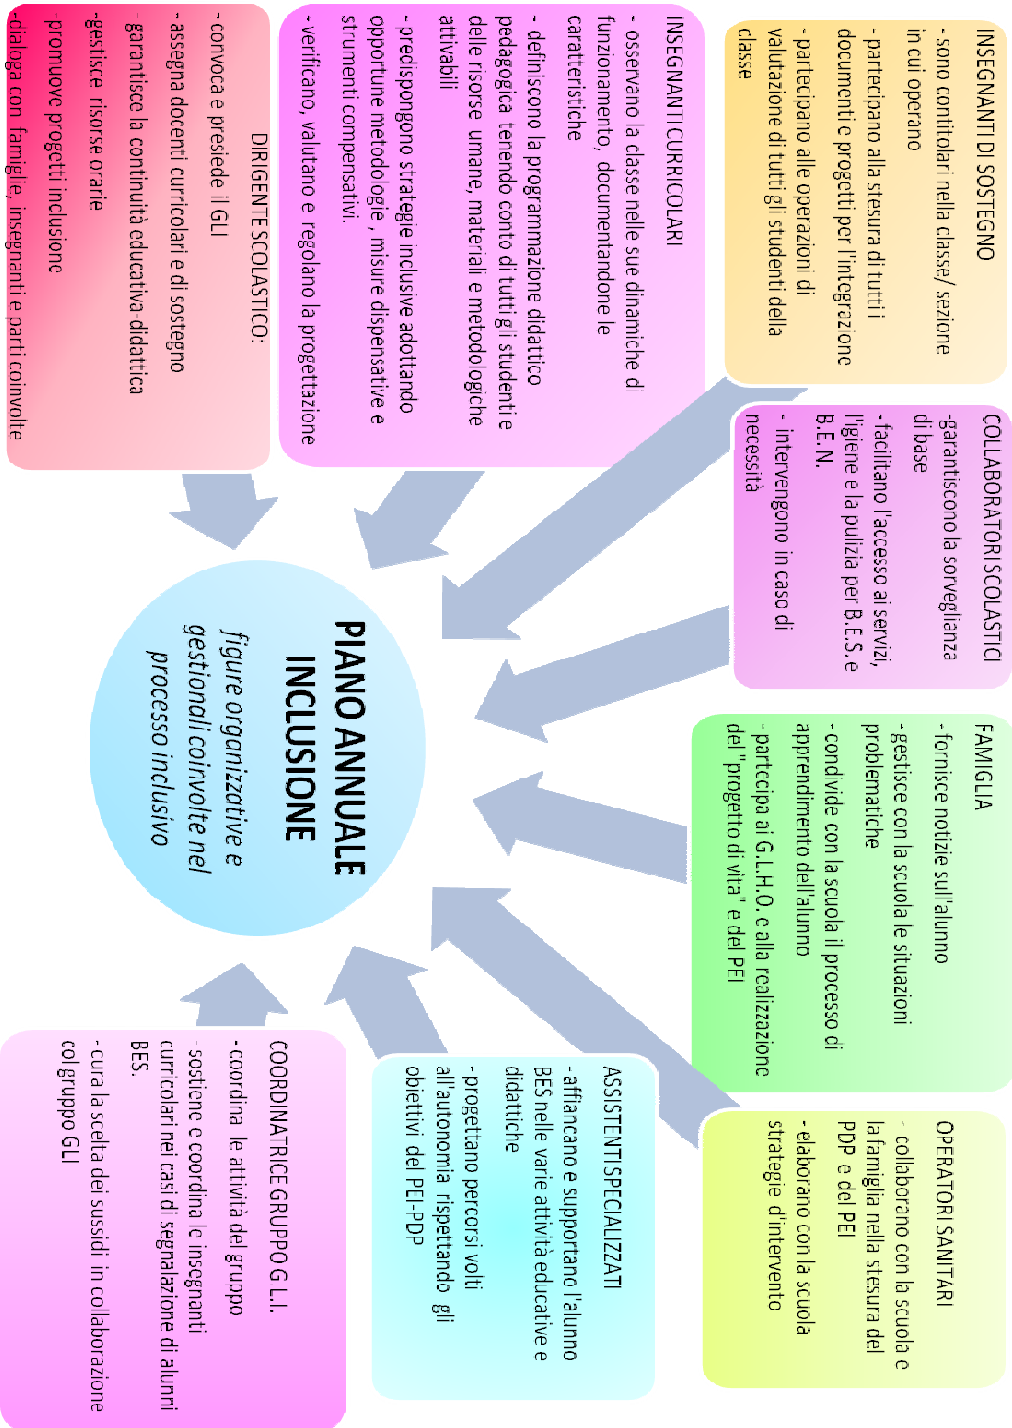 INSEGNANTI DI SOSTEGNO
- sono contitolari nella classe/ sezione
in cui operano
- partecipano alla stesura di tutti i
documenti e progetti per l'integrazione
- partecipano alle operazioni di
valutazione di tutti gli studenti della
classe
COLLABORATORI SCOLASTICI
-garantiscono la sorveglianza
di base
- facilitano l'accesso ai servizi,
l'igiene e la pulizia per B.E.S. e
B.E.N.
- intervengono in caso di
necessità
FAMIGLIA
- fornisce notizie sull'alunno
- gestisce con la scuola le situazioni
problematiche
- condivide con la scuola il processo di
apprendimento dell'alunno
- partecipa ai G.L.H.O. e alla realizzazione
del "progetto di vita" e del PEI
OPERATORI SANITARI
- collaborano con la scuola e
la famiglia nella stesura del
PDP e del PEI
- elaborano con la scuola
strategie d'intervento
INSEGNANTI CURRICOLARI
- osservano la classe nelle sue dinamiche d
funzionamento, documentandone le
caratteristiche
- definiscono la programmazione didattico
pedagogica tenendo conto di tutti gli studenti e
delle risorse umane, materiali e metodologiche
attivabili
- predispongono strategie inclusive adottando
opportune metodologie , misure dispensative e
strumenti compensativi.
- verificano, valutano e regolano la progettazione
ASSISTENTI SPECIALIZZATI
- affiancano e supportano l'alunno
BES nelle varie attività educative e
didattiche
- progettano percorsi volti
all'autonomia rispettando gli
obiettivi del PEI-PDP
DIRIGENTE SCOLASTICO:
- convoca e presiede il GLI
- assegna docenti curricolari e di sostegno
- garantisce la continuità educativa-didattica
-gestisce risorse orarie
-promuove progetti inclusione
-dialoga con famiglie, insegnanti e parti coinvolte
PIANO ANNUALE
INCLUSIONE
figure organizzative e
gestionali coinvolte nel
processo inclusivo
COORDINATRICE GRUPPO G L.I.
- coordina le attività del gruppo
- sostiene e coordina le insegnanti
curricolari nei casi di segnalazione di alunni
BES.
- cura la scelta dei sussidi in collaborazione
col gruppo GLI